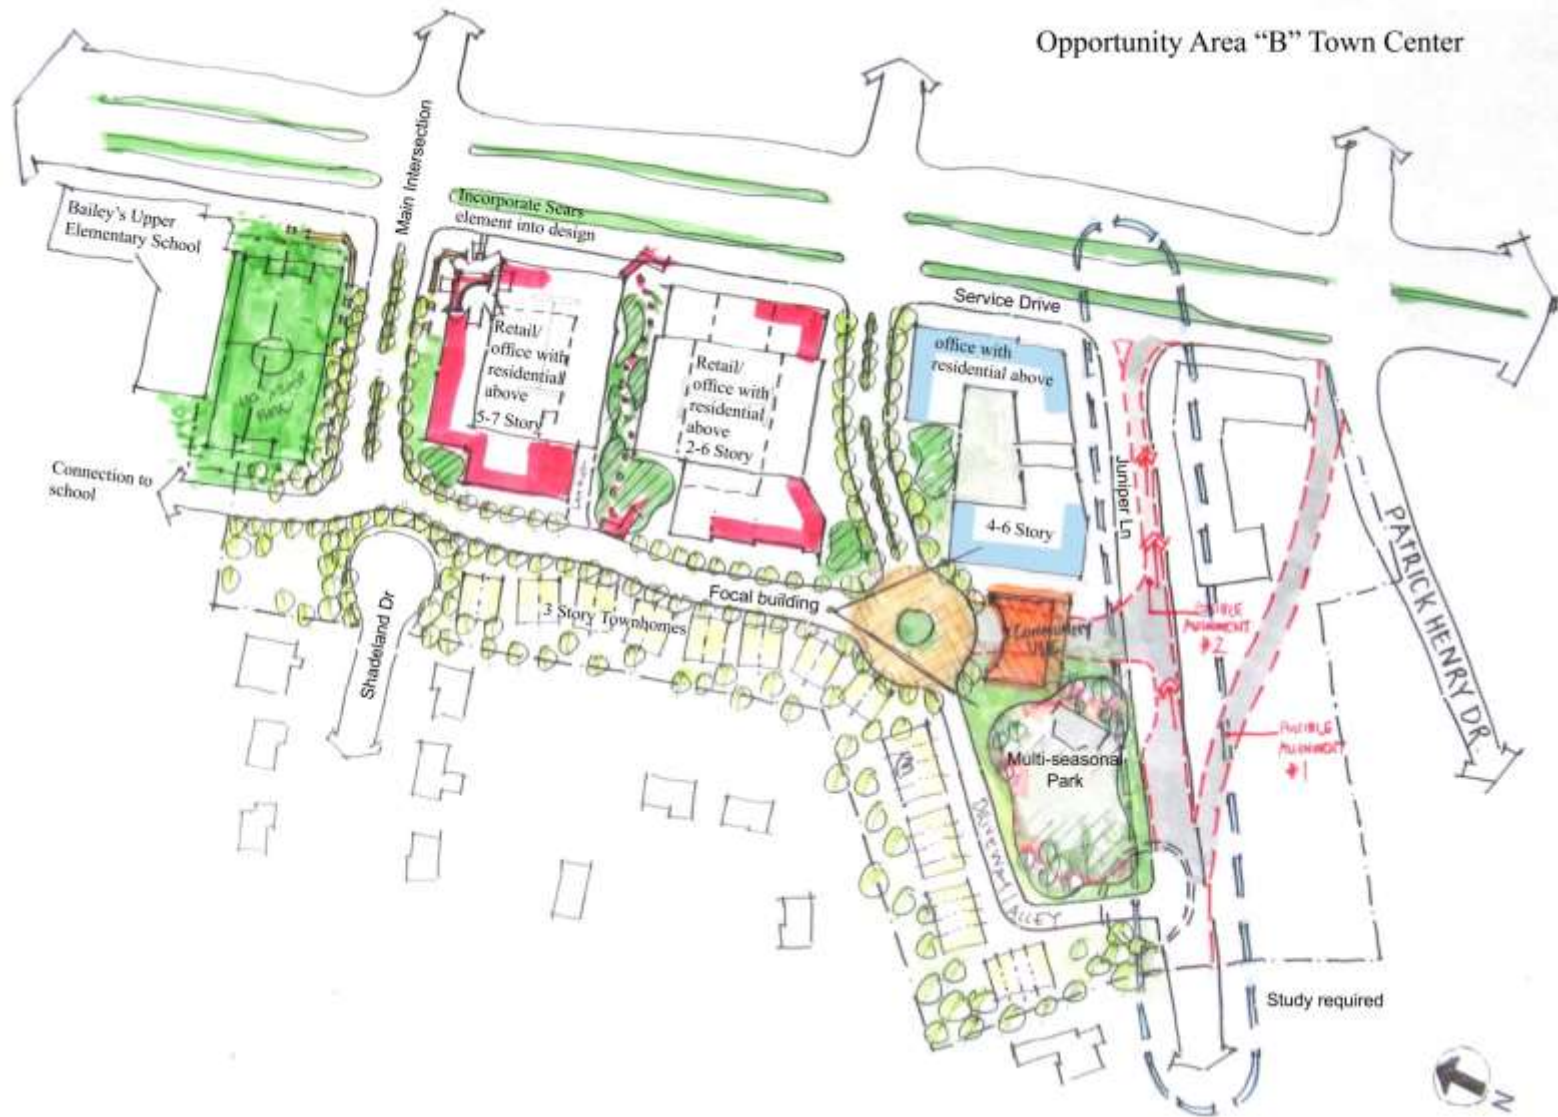 Opportunity Area “B” Town Center
Main Intersection
Bailey’s Upper
Elementary School
Incorporate Sears
element into design
Service Drive
Retail/
office with
residential
above
5-7 Story
Retail/
office with
residential
above
2-6 Story
office with
residential above
4-6 Story
Juniper Ln
Connection to
school
PATRICK HENRY DR.
Focal building
3 Story Townhomes
Shadeland Dr
Community
ALIGNMENT
#2
POSSIBLE
ALIGNMENT
#1
Multi-seasonal
Park
DRIVEWAY/ALLEY
Study required
N